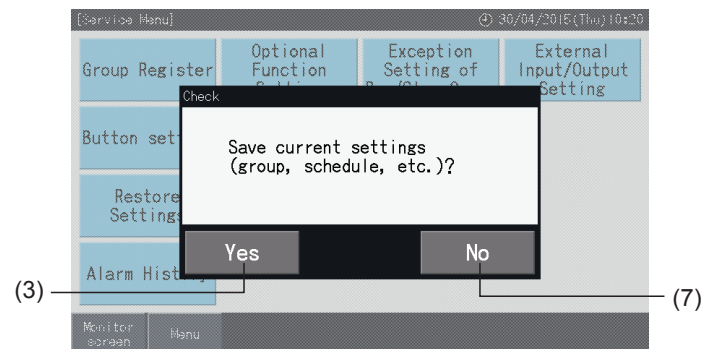 [Service Menu]
30/04/2015(Thu)10:20
Group Register
Optional
Function
Exception
Setting of
External
Input/Output
Setting
Check
Button set
Save current settings
(group, schedule, etc.)?
Restore
Settings
Yes
No
Alarm Hist
(3)
(7)
Monitor
screen
Menu